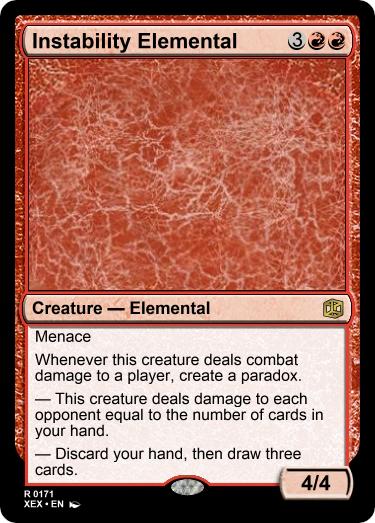 Instability Elemental 3
Creature — Elemental
Menace
Whenever this creature deals combat
damage to a player, create a paradox.
— This creature deals damage to each
opponent equal to the number of cards in
your hand.
— Discard your hand, then draw three
cards.
4/4
R 0171
XEX • EN